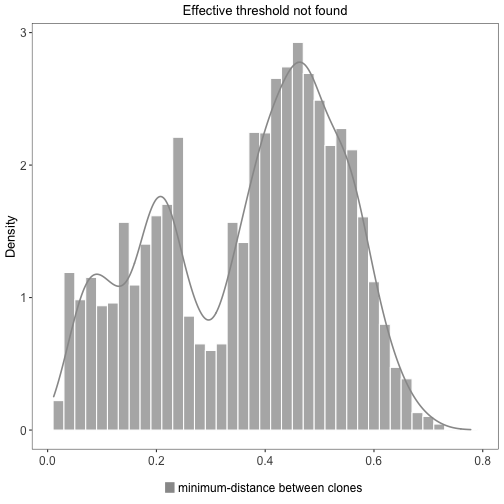 Effective threshold not found
3
2
1
0
Density
0.0 0.2 0.4 0.6 0.8
minimum-distance between clones